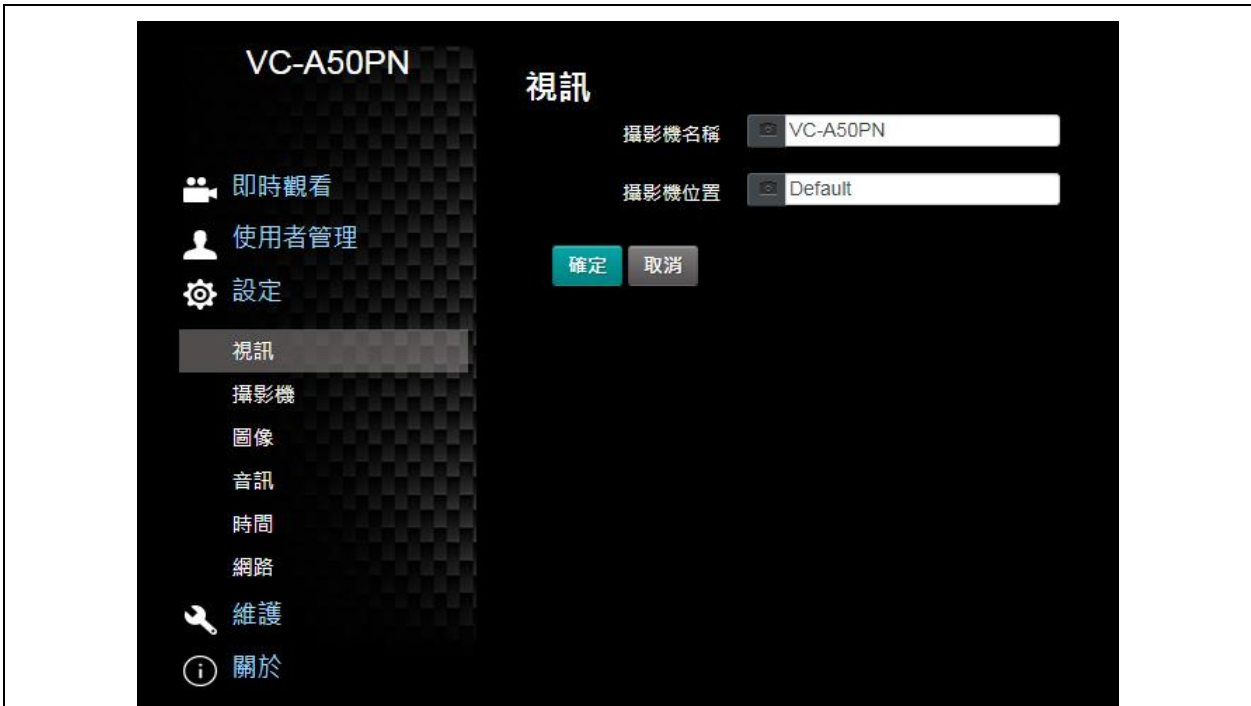 VC-A50PN
即時觀看
使用者管理
設定
視訊
攝影機
圖像
音訊
時間
網路
維護
關於
視訊
攝影機名稱 VC-A50PN
攝影機位置 Default
確定 取消